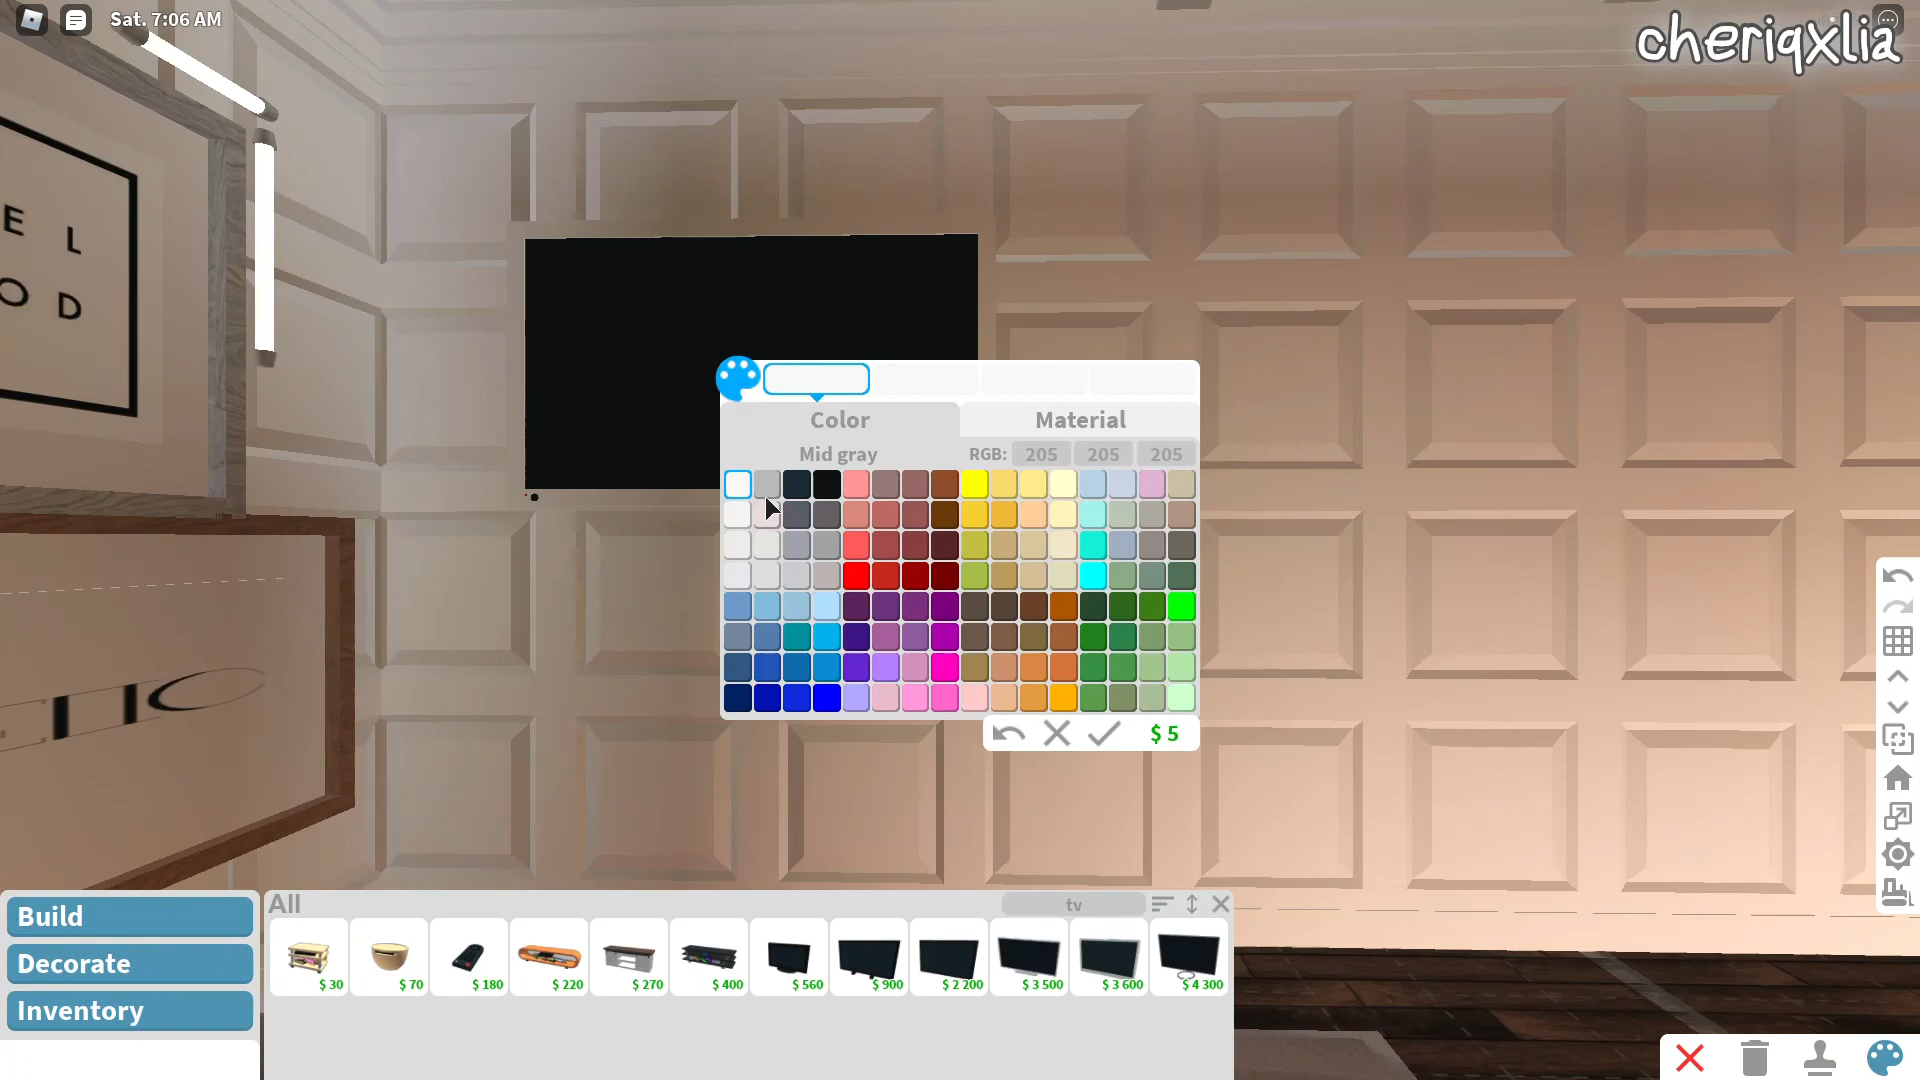 Sat. 7:06 AM
cheriqxlia
E L
O D
Color
Material
Mid gray
RGB: 205 205 205
$ 5
Build
Decorate
Inventory
All
tv
$ 30
$ 70
$ 180
$ 220
$ 270
$ 400
$ 560
$ 900
$ 2 200
$ 3 500
$ 3 600
$ 4 300